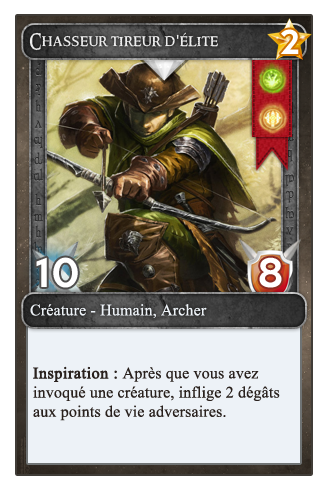 Chasseur tireur d'élite
2
10
8
Créature - Humain, Archer
Inspiration : Après que vous avez
invoqué une créature, inflige 2 dégâts
aux points de vie adversaires.